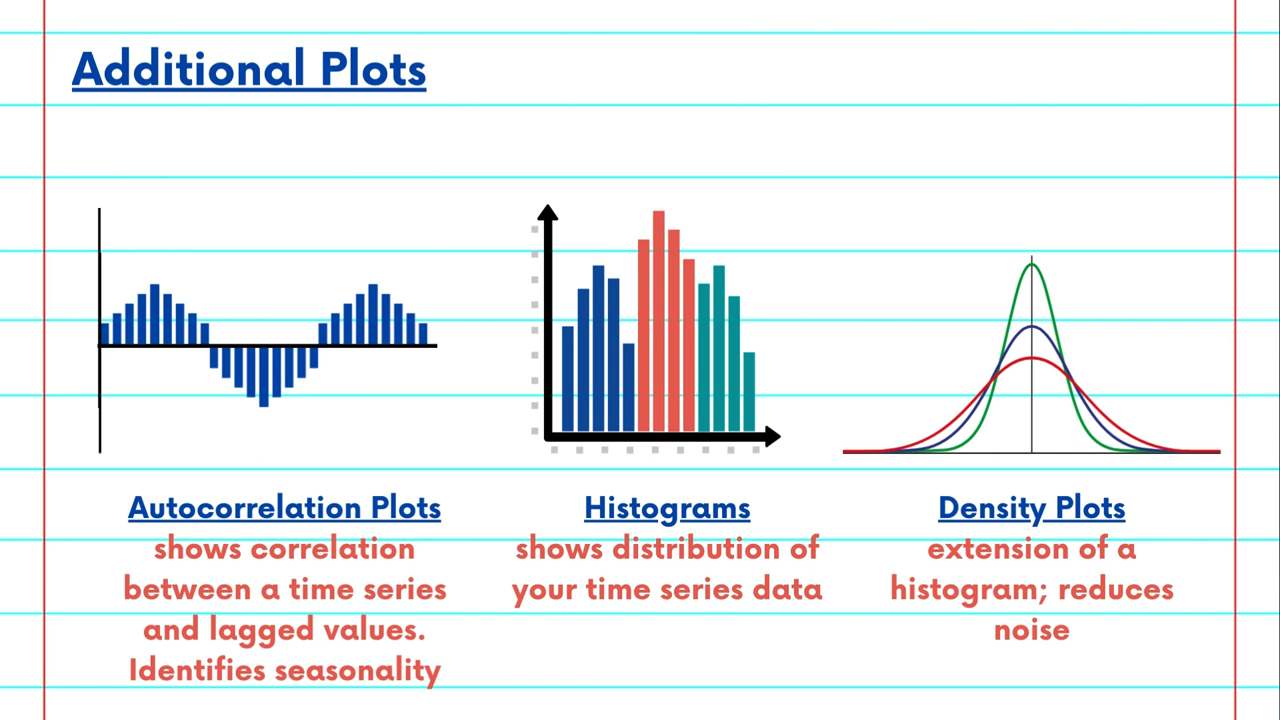 Additional Plots
Autocorrelation Plots
shows correlation
between a time series
and lagged values.
Identifies seasonality
Histograms
shows distribution of
your time series data
Density Plots
extension of a
histogram; reduces
noise